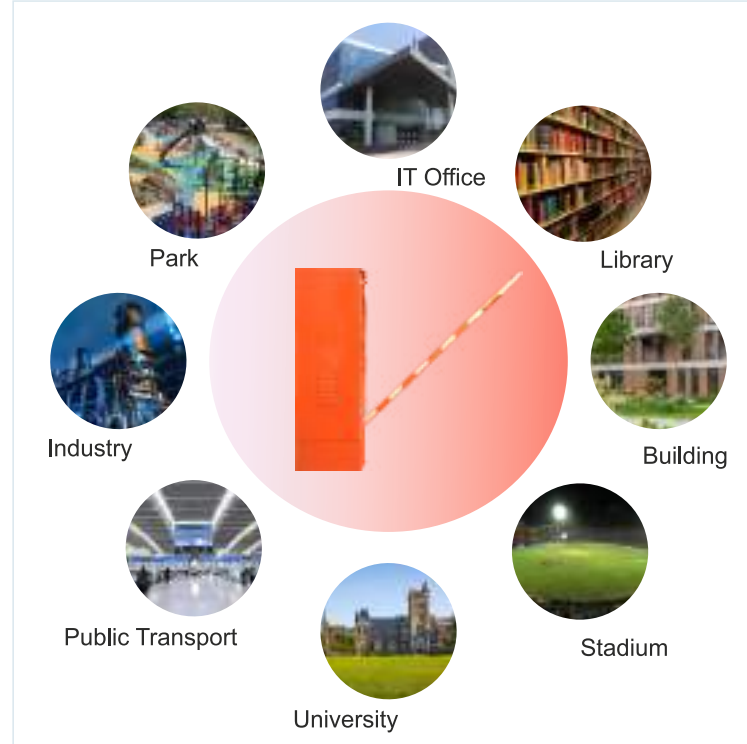 IT Office
Park
Library
Industry
Building
Public Transport
Stadium
University